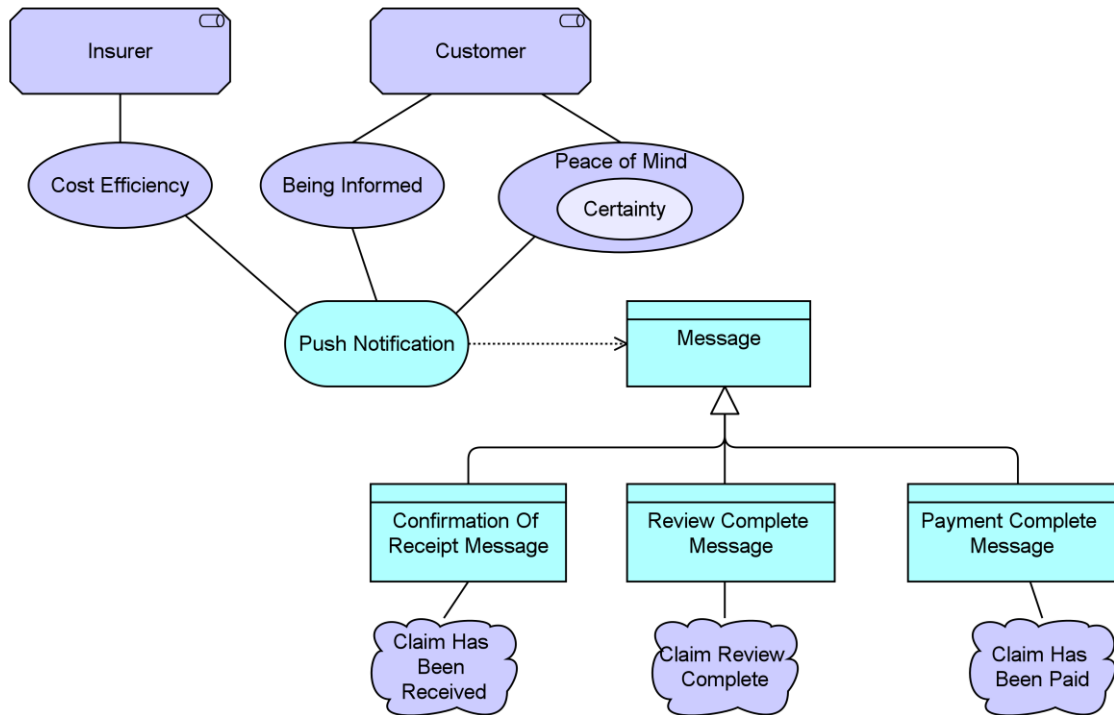 Insurer
Customer
Cost Efficiency
Being Informed
Peace of Mind
Certainty
Push Notification
Message
Confirmation Of
Receipt Message
Review Complete
Message
Payment Complete
Message
Claim Has
Been
Received
Claim Review
Complete
Claim Has
Been Paid